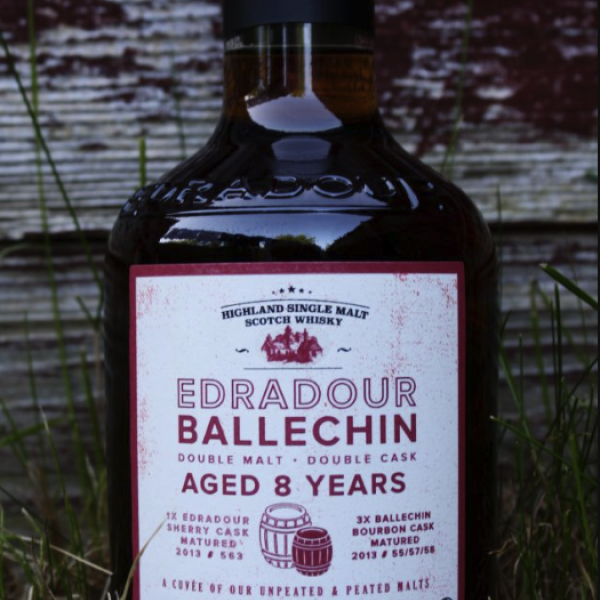 EDRADOUR
HIGHLAND SINGLE MALT
SCOTCH WHISKY
EDRADOUR
BALLECHIN
DOUBLE MALT • DOUBLE CASK
AGED 8 YEARS
1X EDRADOUR
SHERRY CASK
MATURED
2013 # 563
3X BALLECHIN
BOURBON CASK
MATURED
2013 # 55/57/58
A CUVÉE OF OUR UNPEATED & PEATED MALTS